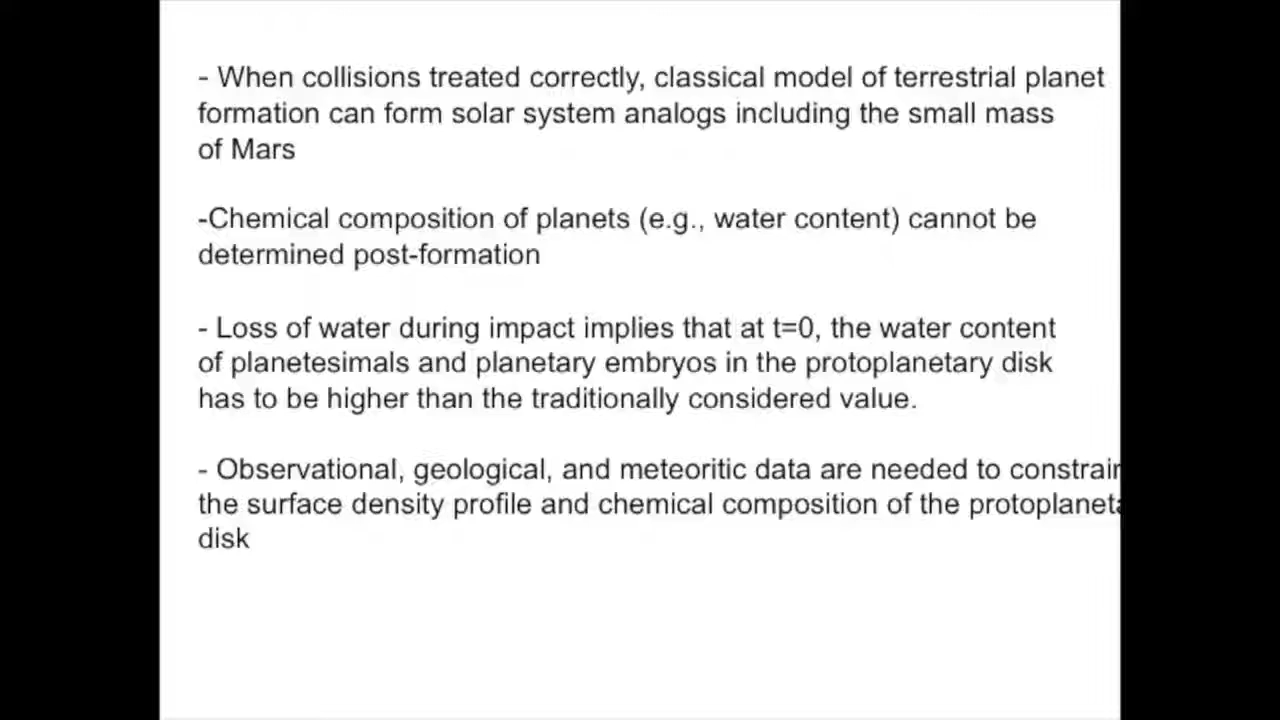 - When collisions treated correctly, classical model of terrestrial planet
formation can form solar system analogs including the small mass
of Mars
-Chemical composition of planets (e.g., water content) cannot be
determined post-formation
- Loss of water during impact implies that at t=0, the water content
of planetesimals and planetary embryos in the protoplanetary disk
has to be higher than the traditionally considered value.
- Observational, geological, and meteoritic data are needed to constrain
the surface density profile and chemical composition of the protoplaneta
disk